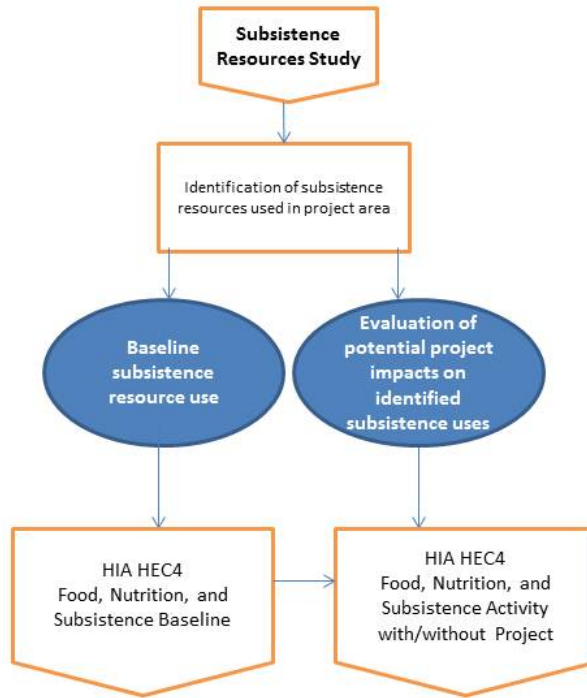 Subsistence
Resources Study
Identification of subsistence
resources used in project area
Baseline
subsistence
resource use
Evaluation of
potential project
impacts on
identified
subsistence uses
HIA HEC4
Food, Nutrition, and
Subsistence Baseline
HIA HEC4
Food, Nutrition, and
Subsistence Activity
with/without Project